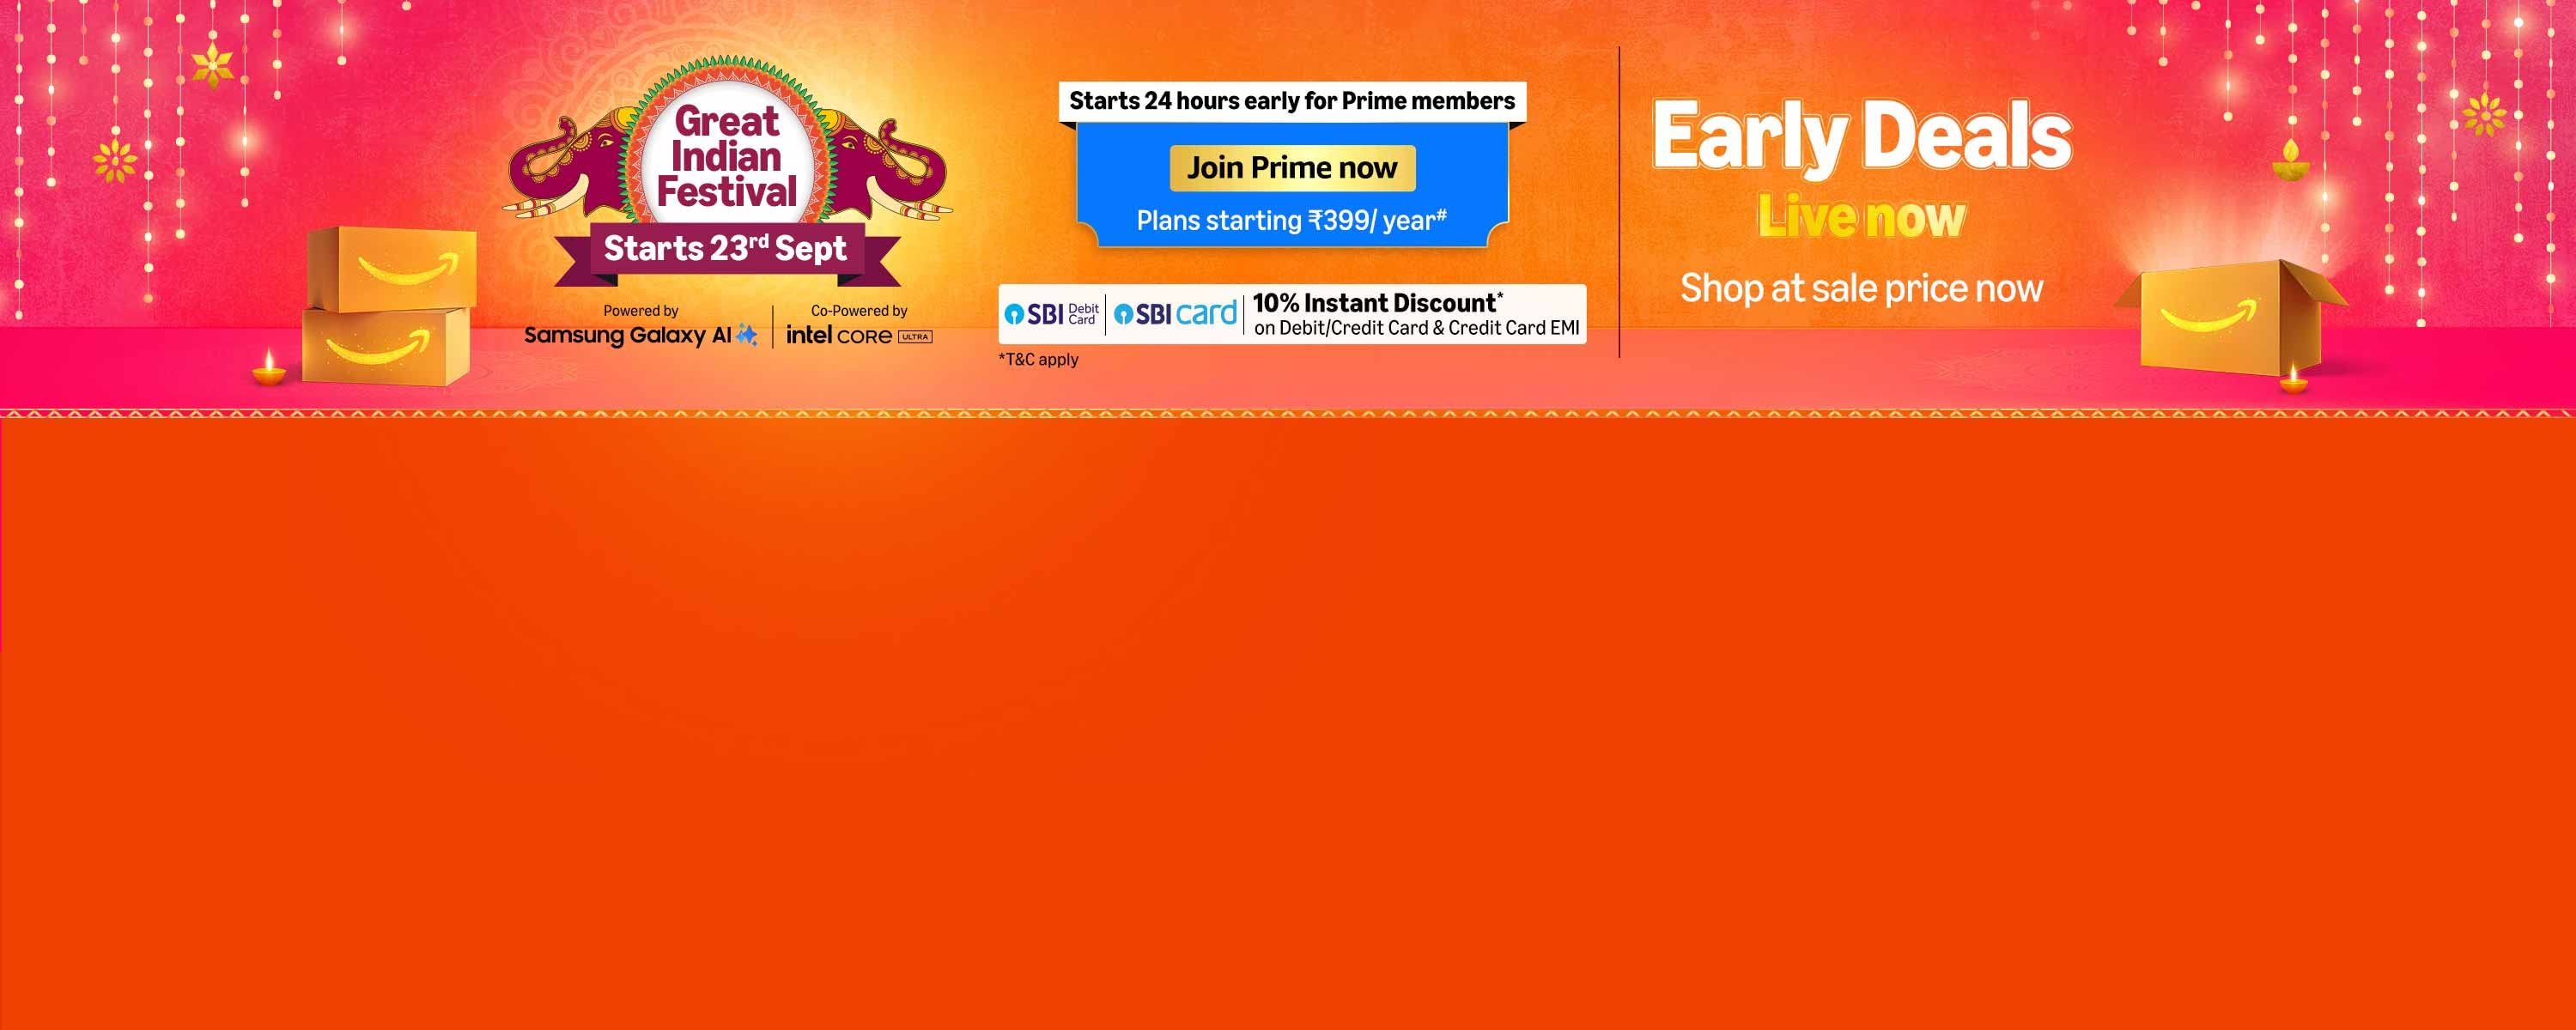 Great
Indian
Festival
Starts 23rd Sept
Powered by
Samsung Galaxy AI
Co-Powered by
intel CORE ULTRA
Starts 24 hours early for Prime members
Join Prime now
Plans starting ₹399/ year#
SBI Debit Card
SBI card
10% Instant Discount*
on Debit/Credit Card & Credit Card EMI
*T&C apply
Early Deals
Live now
Shop at sale price now